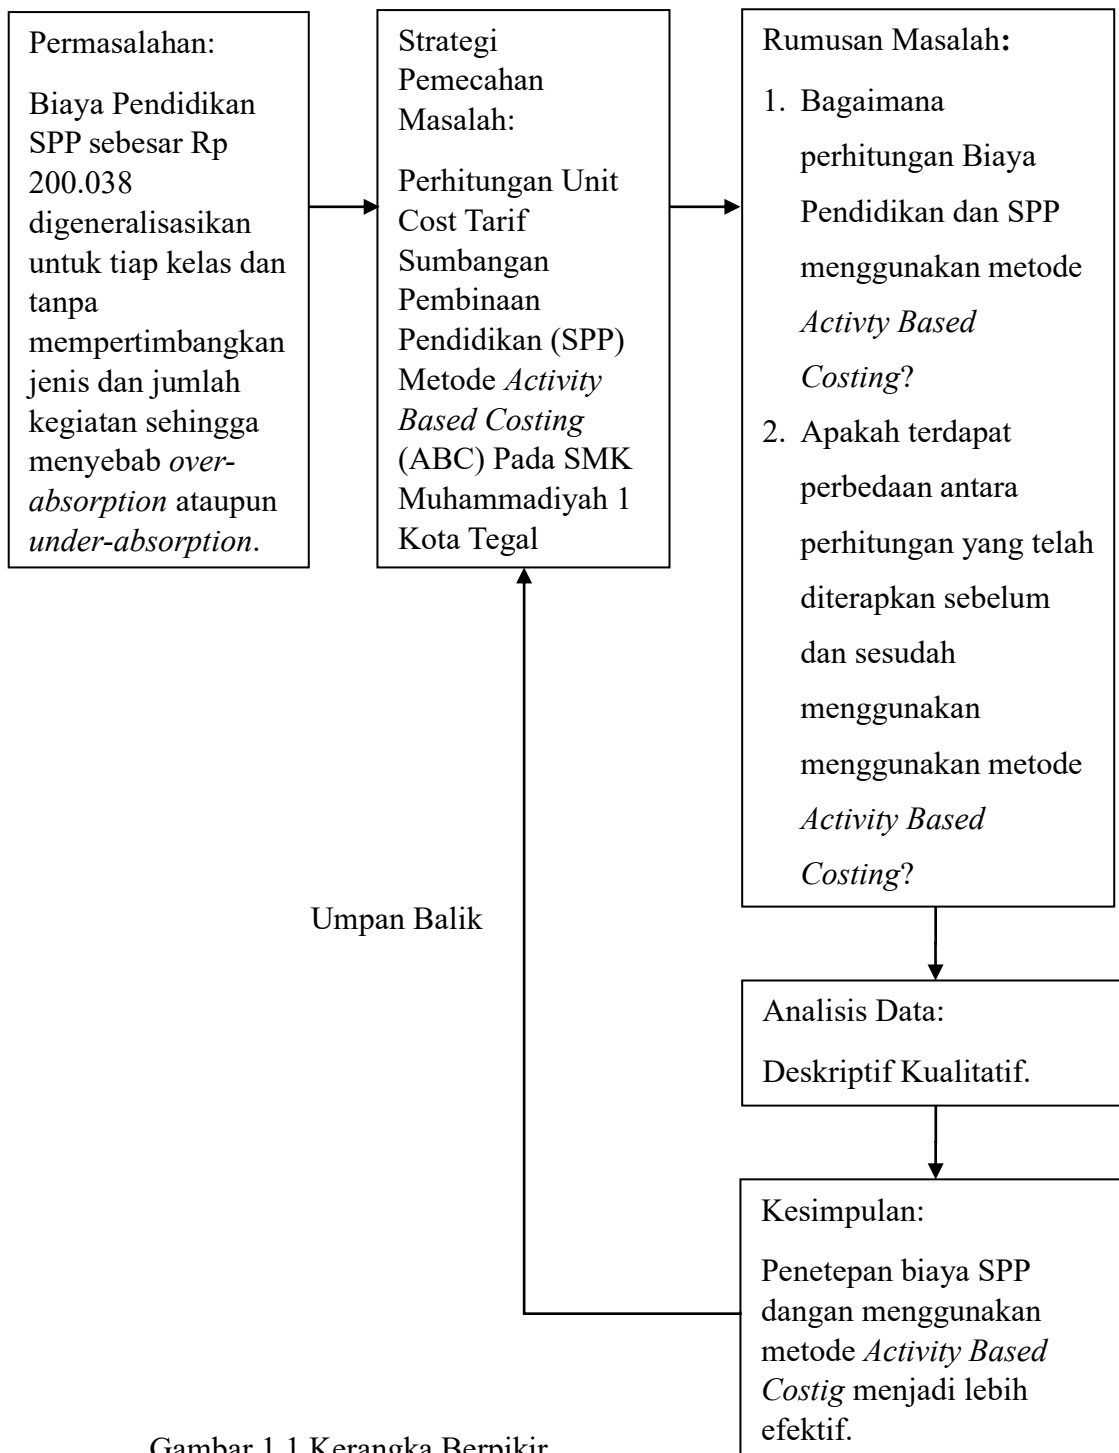 Permasalahan:
Biaya Pendidikan
SPP sebesar Rp
200.038
digeneralisasikan
untuk tiap kelas dan
tanpa
mempertimbangkan
jenis dan jumlah
kegiatan sehingga
menyebab over-
absorption ataupun
under-absorption.
Strategi
Pemecahan
Masalah:
Perhitungan Unit
Cost Tarif
Sumbangan
Pembinaan
Pendidikan (SPP)
Metode Activity
Based Costing
(ABC) Pada SMK
Muhammadiyah 1
Kota Tegal
Rumusan Masalah:
1. Bagaimana
perhitungan Biaya
Pendidikan dan SPP
menggunakan metode
Activty Based
Costing?
2. Apakah terdapat
perbedaan antara
perhitungan yang telah
diterapkan sebelum
dan sesudah
menggunakan
menggunakan metode
Activity Based
Costing?
Umpan Balik
Analisis Data:
Deskriptif Kualitatif.
Kesimpulan:
Penetepan biaya SPP
dangan menggunakan
metode Activity Based
Costig menjadi lebih
efektif.
Gambar 1.1 Kerangka Berpikir